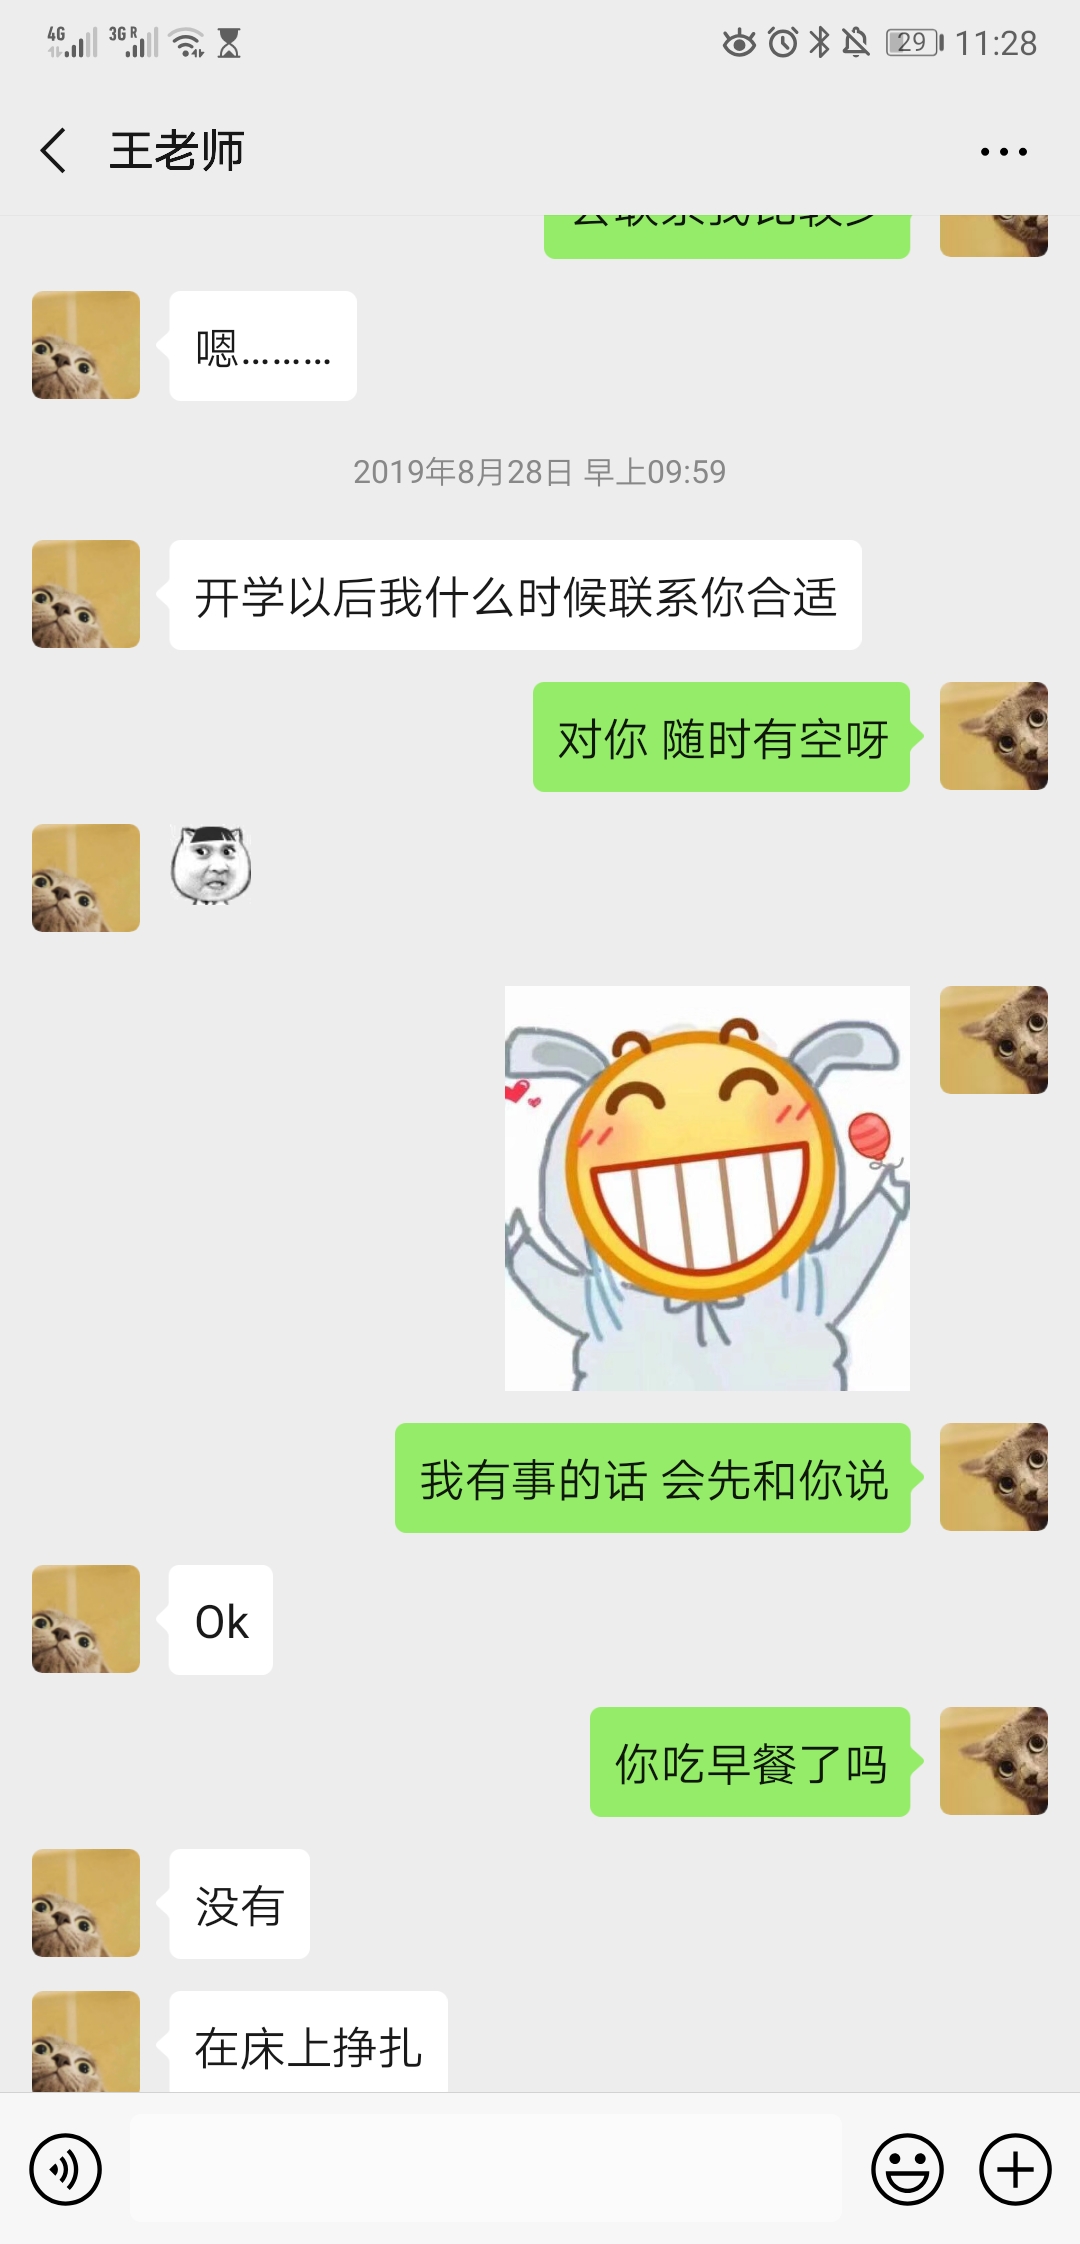 4G 3G R 29 11:28
王老师
嗯………
2019年8月28日 早上09:59
开学以后我什么时候联系你合适
对你 随时有空呀
我有事的话 会先和你说
Ok
你吃早餐了吗
没有
在床上挣扎